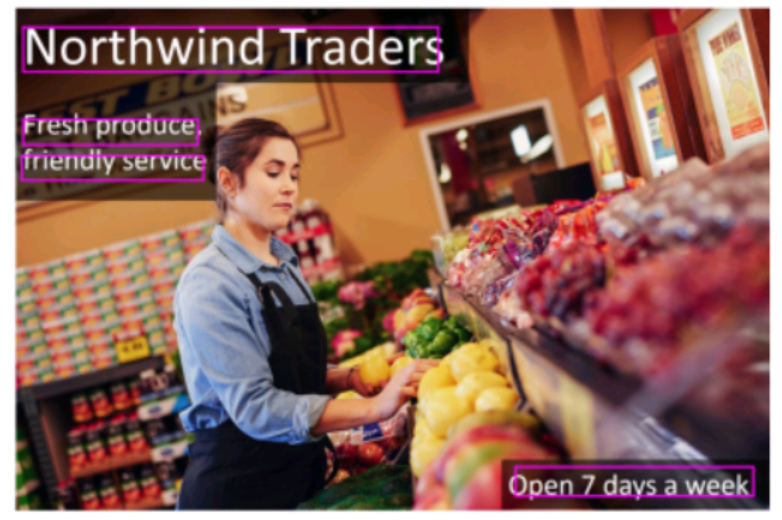 Northwind Traders
Fresh produce,
friendly service
Open 7 days a week